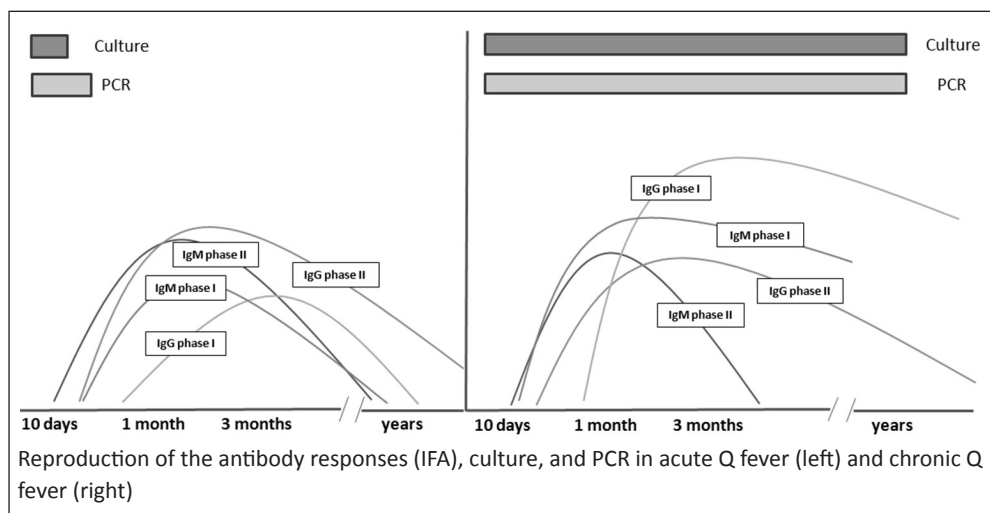 Culture
PCR
IgM phase II
IgG phase II
IgM phase I
IgG phase I
10 days 1 month 3 months years
Culture
PCR
IgG phase I
IgM phase I
IgG phase II
IgM phase II
10 days 1 month 3 months years
Reproduction of the antibody responses (IFA), culture, and PCR in acute Q fever (left) and chronic Q
fever (right)